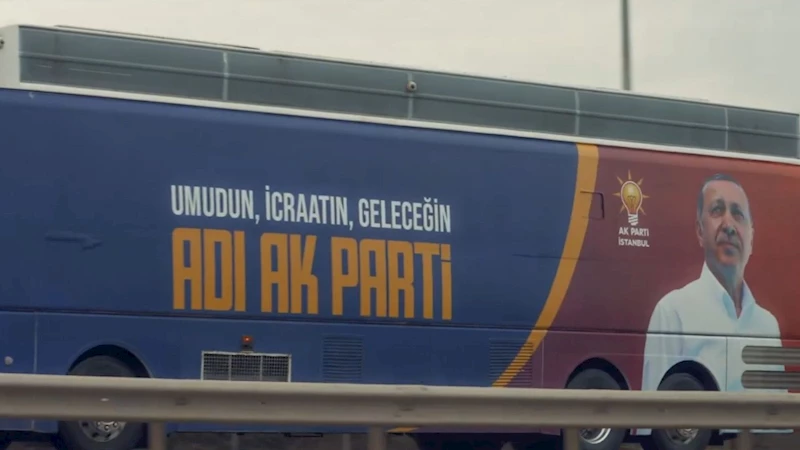 UMUDUN, İCRAATIN, GELECEĞİN
ADI AK PARTİ
AK PARTİ
İSTANBUL